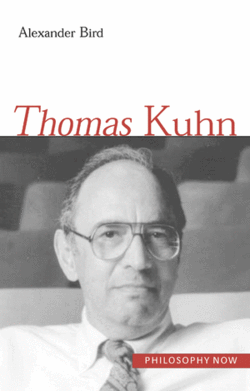 Alexander Bird
Thomas Kuhn
PHILOSOPHY NOW